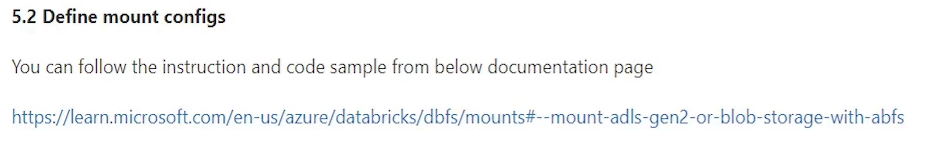 5.2 Define mount configs
You can follow the instruction and code sample from below documentation page
https://learn.microsoft.com/en-us/azure/databricks/dbfs/mounts#--mount-adls-gen2-or-blob-storage-with-abfs